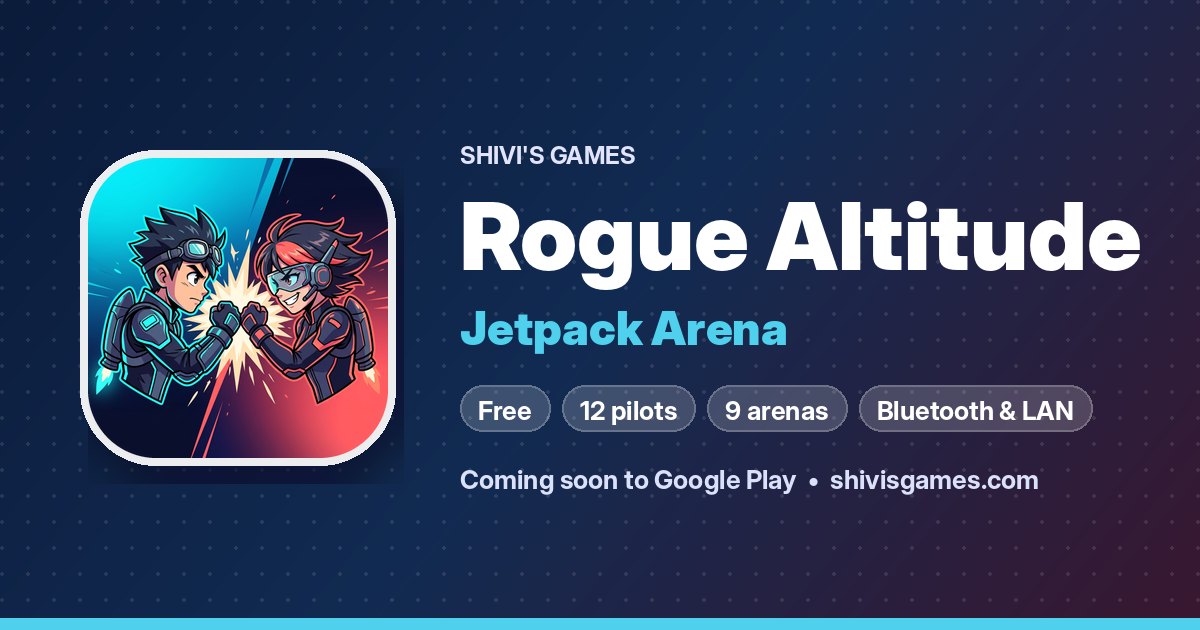 SHIVI'S GAMES
Rogue Altitude
Jetpack Arena
Free 12 pilots 9 arenas Bluetooth & LAN
Coming soon to Google Play • shivisgames.com